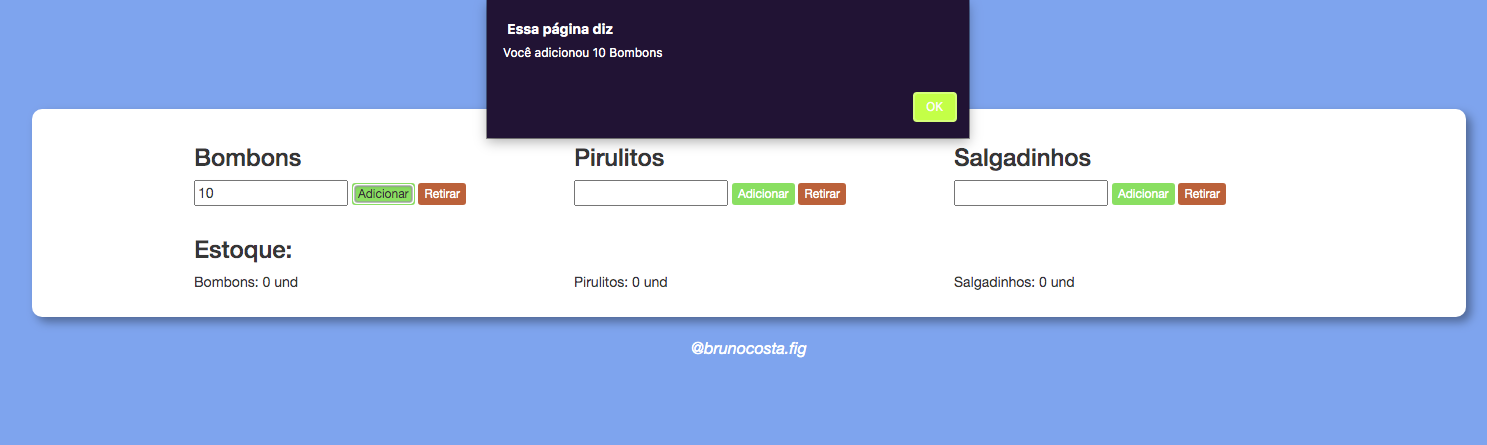 Essa página diz
Você adicionou 10 Bombons
OK
Bombons Pirulitos Salgadinhos
10 Adicionar Retirar Adicionar Retirar Adicionar Retirar
Estoque:
Bombons: 0 und Pirulitos: 0 und Salgadinhos: 0 und
@brunocosta.fig